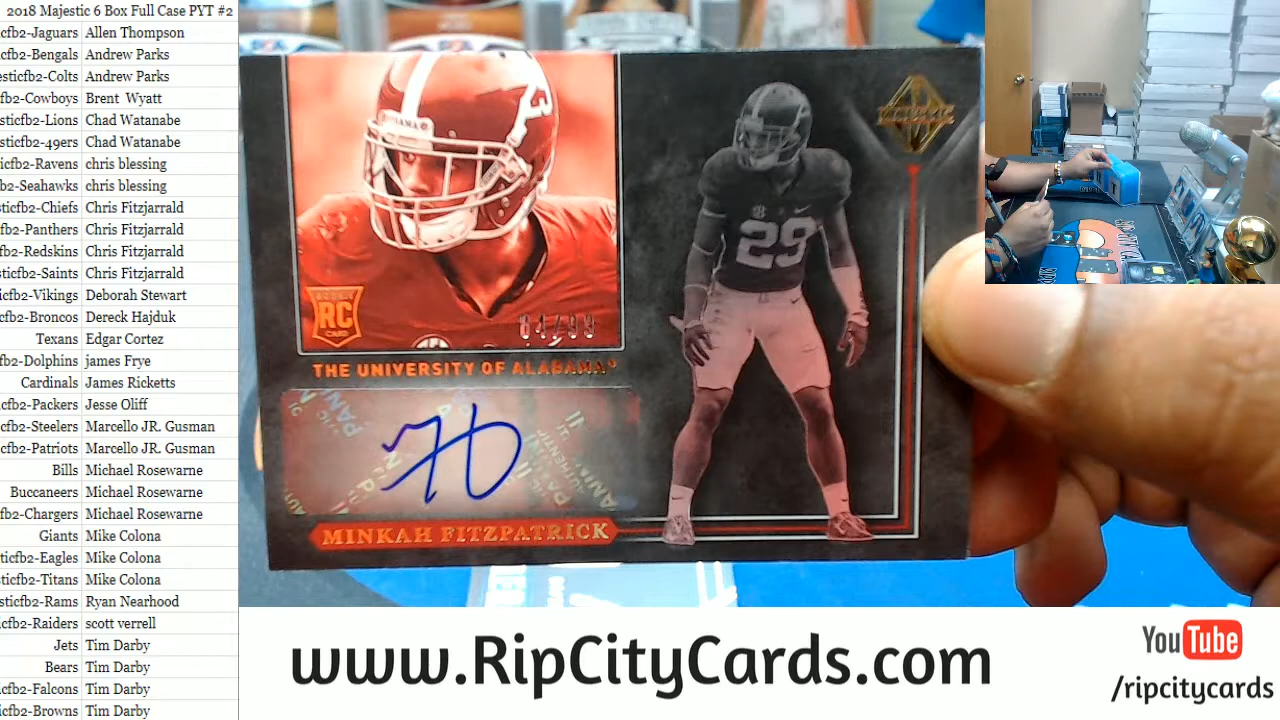 2018 Majestic 6 Box Full Case PYT #2
cfb2-Jaguars Allen Thompson
cfb2-Bengals Andrew Parks
esticfb2-Colts Andrew Parks
fb2-Cowboys Brent Wyatt
sticfb2-Lions Chad Watanabe
sticfb2-49ers Chad Watanabe
icfb2-Ravens chris blessing
b2-Seahawks chris blessing
sticfb2-Chiefs Chris Fitzjarrald
fb2-Panthers Chris Fitzjarrald
fb2-Redskins Chris Fitzjarrald
sticfb2-Saints Chris Fitzjarrald
icfb2-Vikings Deborah Stewart
icfb2-Broncos Dereck Hajduk
Texans Edgar Cortez
fb2-Dolphins james Frye
Cardinals James Ricketts
cfb2-Packers Jesse Oliff
fb2-Steelers Marcello JR. Gusman
fb2-Patriots Marcello JR. Gusman
Bills Michael Rosewarne
Buccaneers Michael Rosewarne
fb2-Chargers Michael Rosewarne
Giants Mike Colona
ticfb2-Eagles Mike Colona
ticfb2-Titans Mike Colona
sticfb2-Rams Ryan Nearhood
cfb2-Raiders scott verrell
Jets Tim Darby
Bears Tim Darby
cfb2-Falcons Tim Darby
cfb2-Browns Tim Darby
RC
CARD
THE UNIVERSITY OF ALABAMA
MINKAH FITZPATRICK
29
www.RipCityCards.com
YouTube
/ripcitycards